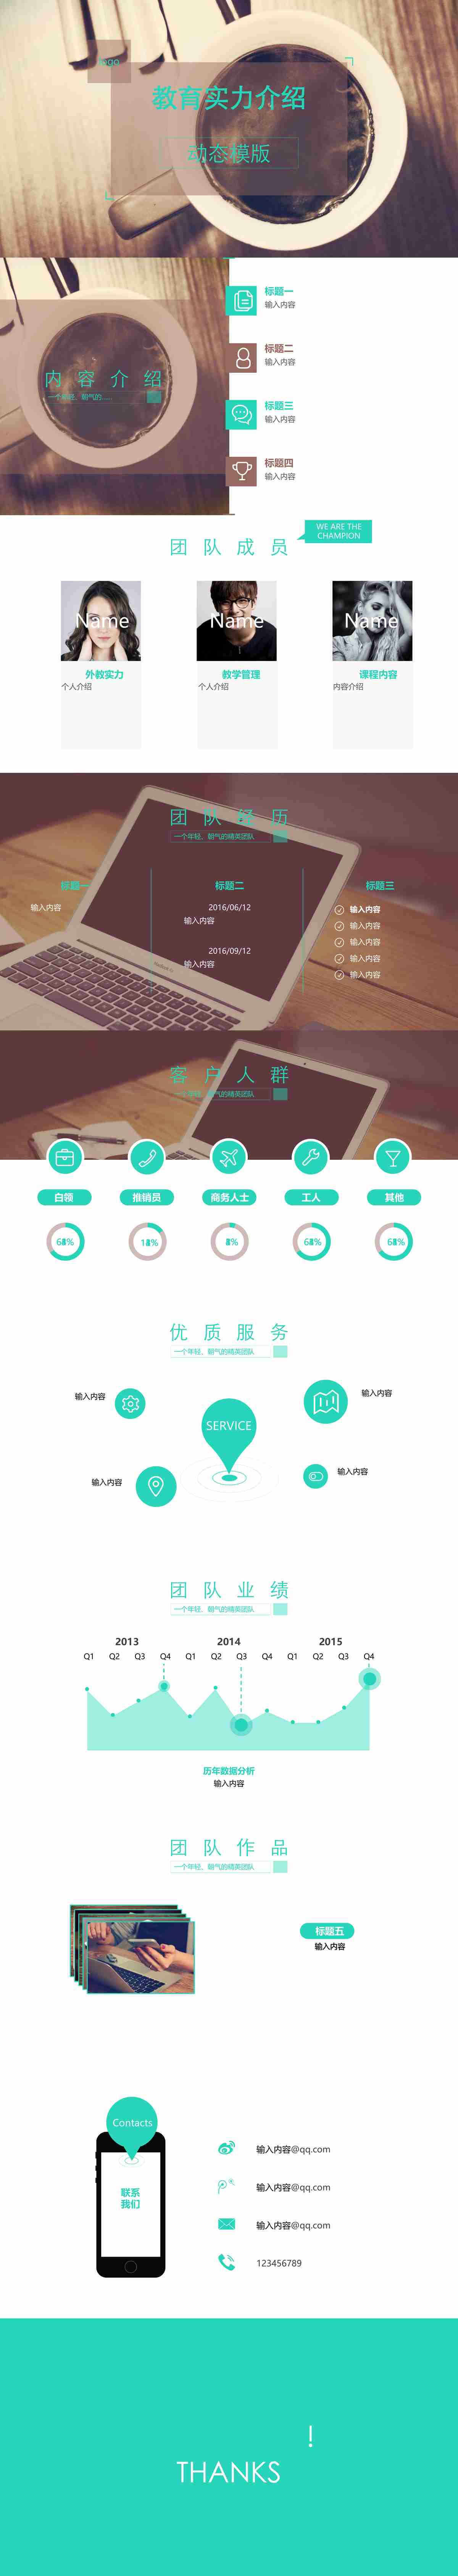 logo
教育实力介绍
动态模版
内容介绍
一个年轻、朝气的......
标题一
输入内容
标题二
输入内容
标题三
输入内容
标题四
输入内容
团队成员
WE ARE THE
CHAMPION
Name
Name
Name
外教实力
教学管理
课程内容
个人介绍
个人介绍
内容介绍
团队经历
一个年轻、朝气的精英团队
标题一
标题二
标题三
输入内容
2016/06/12
输入内容
2016/09/12
输入内容
输入内容
输入内容
输入内容
输入内容
输入内容
客户人群
一个年轻、朝气的精英团队
白领
推销员
商务人士
工人
其他
优质服务
一个年轻、朝气的精英团队
输入内容
输入内容
SERVICE
输入内容
输入内容
团队业绩
一个年轻、朝气的精英团队
2013
2014
2015
Q1 Q2 Q3 Q4 Q1 Q2 Q3 Q4 Q1 Q2 Q3 Q4
历年数据分析
输入内容
团队作品
一个年轻、朝气的精英团队
标题五
输入内容
Contacts
联系
我们
输入内容@qq.com
输入内容@qq.com
输入内容@qq.com
123456789
!
THANKS